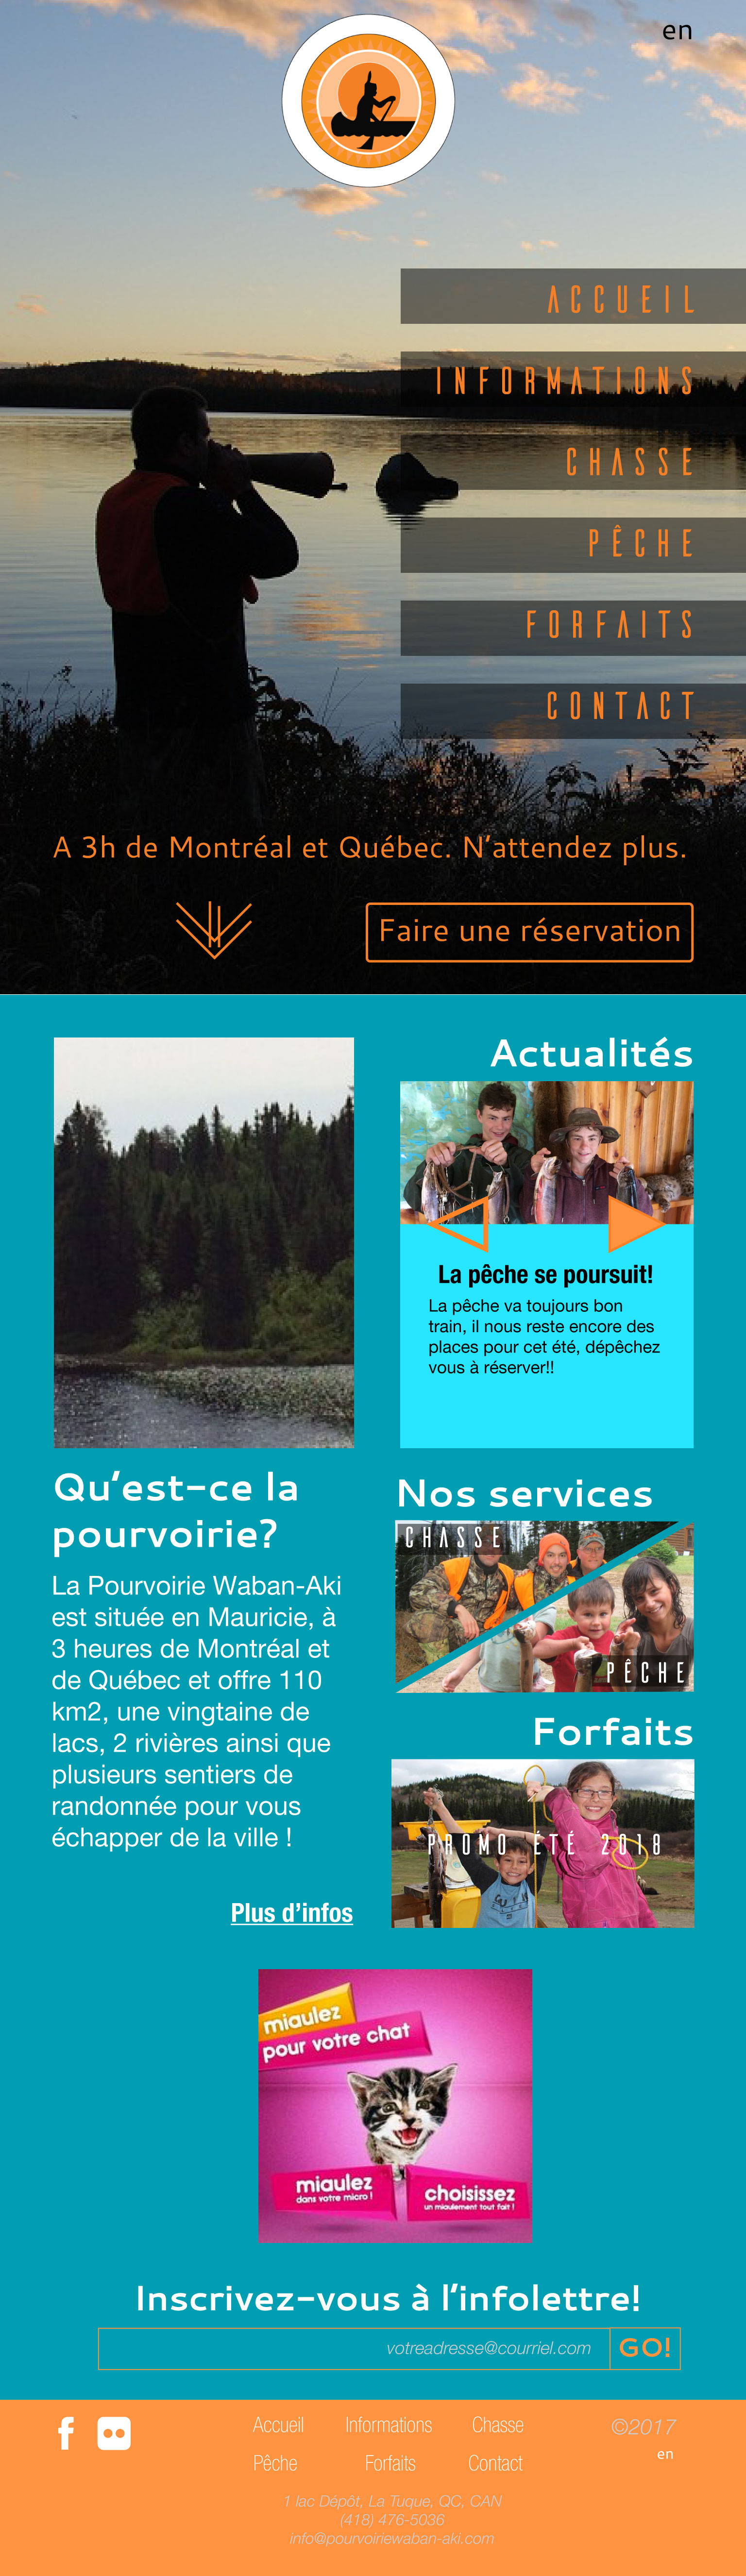 en
ACCUEIL
INFORMATIONS
CHASSE
PÊCHE
FORFAITS
CONTACT
A 3h de Montréal et Québec. N'attendez plus.
Faire une réservation
Actualités
La pêche se poursuit!
La pêche va toujours bon
train, il nous reste encore des
places pour cet été, dépêchez
vous à réserver!!
Qu'est-ce la
pourvoirie?
La Pourvoirie Waban-Aki
est située en Mauricie, à
3 heures de Montréal et
de Québec et offre 110
km2, une vingtaine de
lacs, 2 rivières ainsi que
plusieurs sentiers de
randonnée pour vous
échapper de la ville !
Plus d'infos
Nos services
CHASSE
PÊCHE
Forfaits
PROMO ÉTÉ 2018
miaulez
pour votre chat
miaulez
dans votre micro !
choisissez
un miaulement tout fait !
Inscrivez-vous à l'infolettre!
votreadresse@courriel.com
GO!
Accueil Informations Chasse
©2017
Pêche Forfaits Contact
en
1 lac Dépôt, La Tuque, QC, CAN
(418) 476-5036
info@pourvoiriewaban-aki.com